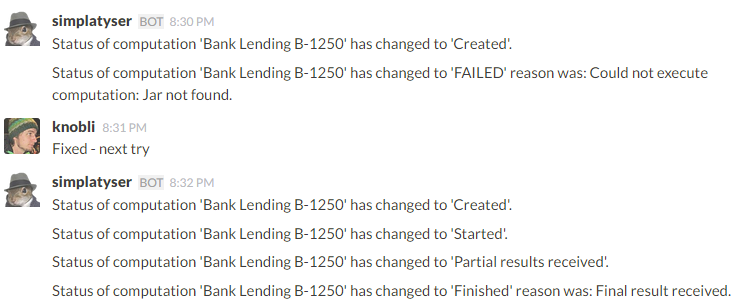 simplatyser BOT 8:30 PM
Status of computation 'Bank Lending B-1250' has changed to 'Created'.
Status of computation 'Bank Lending B-1250' has changed to 'FAILED' reason was: Could not execute
computation: Jar not found.
knobli 8:31 PM
Fixed - next try
simplatyser BOT 8:32 PM
Status of computation 'Bank Lending B-1250' has changed to 'Created'.
Status of computation 'Bank Lending B-1250' has changed to 'Started'.
Status of computation 'Bank Lending B-1250' has changed to 'Partial results received'.
Status of computation 'Bank Lending B-1250' has changed to 'Finished' reason was: Final result received.